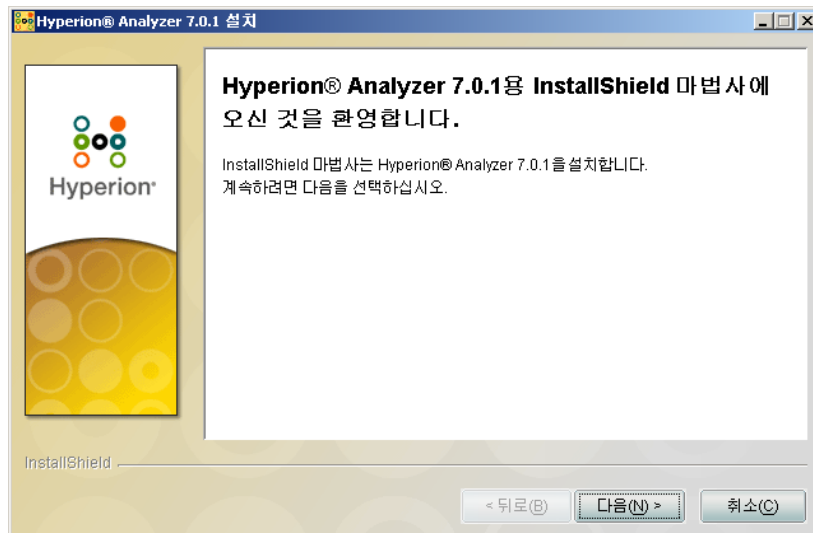 Hyperion® Analyzer 7.0.1 설치
Hyperion® Analyzer 7.0.1용 InstallShield 마법사에
오신 것을 환영합니다.
InstallShield 마법사는 Hyperion® Analyzer 7.0.1을 설치합니다.
계속하려면 다음을 선택하십시오.
Hyperion
InstallShield
< 뒤로(B)
다음(N) >
취소(C)